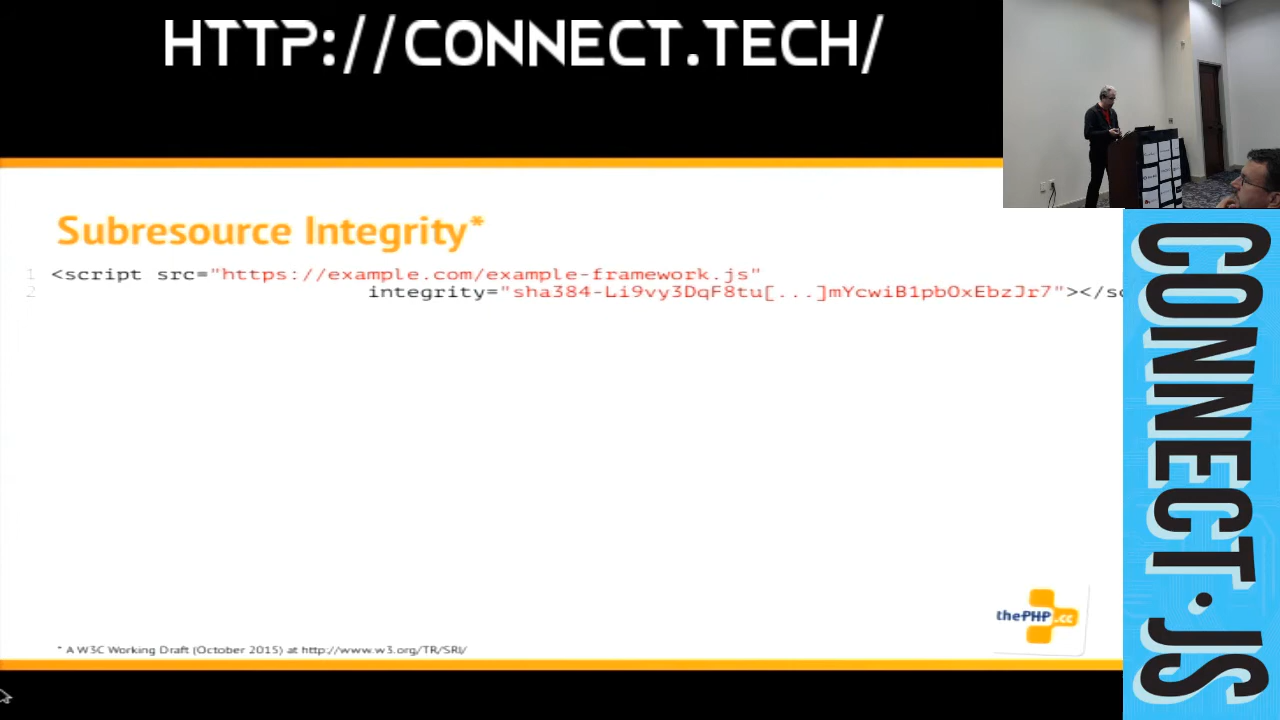 HTTP://CONNECT.TECH/
Subresource Integrity*
1 <script src="https://example.com/example-framework.js"
2 integrity="sha384-Li9vy3DqF8tu[...]mYcwiB1pbOxEbzJr7"></sc
thePHP.cc
* A W3C Working Draft (October 2015) at http://www.w3.org/TR/SRI/
CONNECT·JS